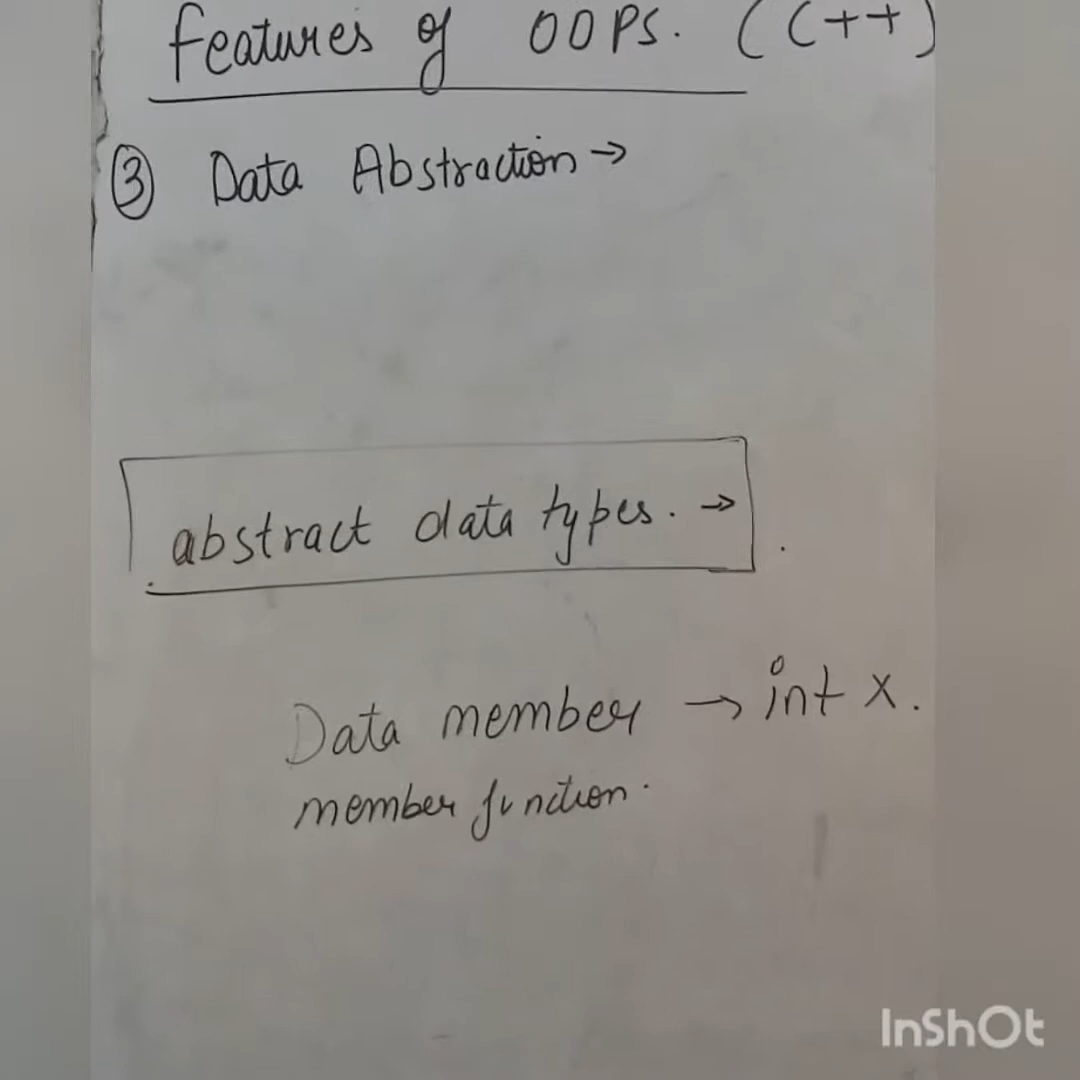 features of OOPS. (C++)
③ Data Abstraction →
abstract data types. →
Data member → int x.
member function.
InShOt